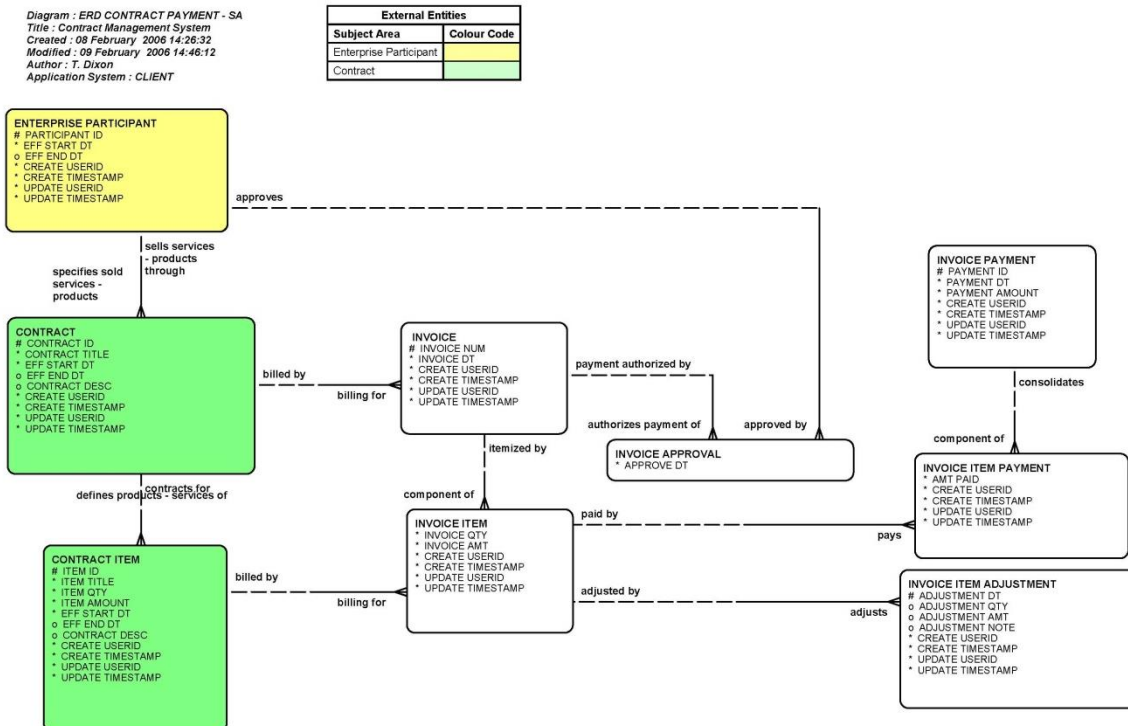 Diagram : ERD CONTRACT PAYMENT - SA
Title : Contract Management System
Created : 08 February 2006 14:26:32
Modified : 09 February 2006 14:46:12
Author : T. Dixon
Application System : CLIENT
External Entities
Subject Area Colour Code
Enterprise Participant
Contract
ENTERPRISE PARTICIPANT
# PARTICIPANT ID
* EFF START DT
o EFF END DT
* CREATE USERID
* CREATE TIMESTAMP
* UPDATE USERID
* UPDATE TIMESTAMP
approves
sells services
- products
through
specifies sold
services -
products
CONTRACT
# CONTRACT ID
* CONTRACT TITLE
* EFF START DT
o EFF END DT
o CONTRACT DESC
* CREATE USERID
* CREATE TIMESTAMP
* UPDATE USERID
* UPDATE TIMESTAMP
billed by
billing for
INVOICE
# INVOICE NUM
* INVOICE DT
* CREATE USERID
* CREATE TIMESTAMP
* UPDATE USERID
* UPDATE TIMESTAMP
payment authorized by
authorizes payment of
approved by
INVOICE APPROVAL
* APPROVE DT
INVOICE PAYMENT
# PAYMENT ID
* PAYMENT DT
* PAYMENT AMOUNT
* CREATE USERID
* CREATE TIMESTAMP
* UPDATE USERID
* UPDATE TIMESTAMP
consolidates
component of
INVOICE ITEM PAYMENT
* AMT PAID
* CREATE USERID
* CREATE TIMESTAMP
* UPDATE USERID
* UPDATE TIMESTAMP
itemized by
component of
contracts for
defines products - services of
INVOICE ITEM
* INVOICE QTY
* INVOICE AMT
* CREATE USERID
* CREATE TIMESTAMP
* UPDATE USERID
* UPDATE TIMESTAMP
paid by
pays
CONTRACT ITEM
# ITEM ID
* ITEM TITLE
* ITEM QTY
* ITEM AMOUNT
* EFF START DT
o EFF END DT
o CONTRACT DESC
* CREATE USERID
* CREATE TIMESTAMP
* UPDATE USERID
* UPDATE TIMESTAMP
billed by
billing for
adjusted by
adjusts
INVOICE ITEM ADJUSTMENT
# ADJUSTMENT DT
o ADJUSTMENT QTY
o ADJUSTMENT AMT
o ADJUSTMENT NOTE
* CREATE USERID
* CREATE TIMESTAMP
* UPDATE USERID
* UPDATE TIMESTAMP